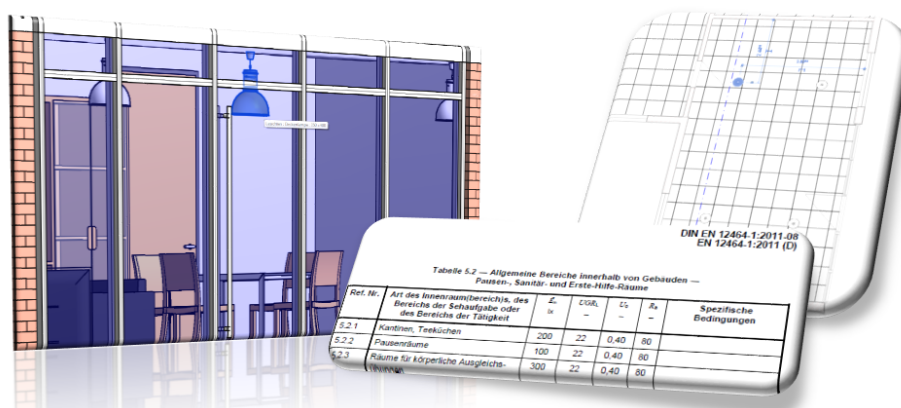 DIN EN 12464-1:2011-08
EN 12464-1:2011 (D)
Tabelle 5.2 — Allgemeine Bereiche innerhalb von Gebäuden —
Pausen-, Sanitär- und Erste-Hilfe-Räume
Ref. Nr. Art des Innenraum(bereich)s, des Bereichs der Sehaufgabe oder des Bereichs der Tätigkeit Ēm lx UGRL – U0 – Ra – Spezifische Bedingungen
5.2.1 Kantinen, Teeküchen 200 22 0,40 80
5.2.2 Pausenräume 100 22 0,40 80
5.2.3 Räume für körperliche Ausgleichs- 300 22 0,40 80